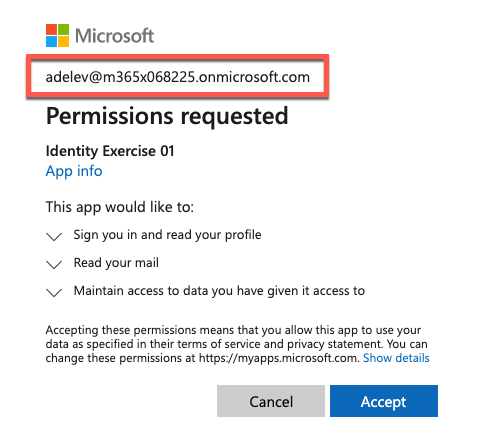 Microsoft
adelev@m365x068225.onmicrosoft.com
Permissions requested
Identity Exercise 01
App info
This app would like to:
Sign you in and read your profile
Read your mail
Maintain access to data you have given it access to
Accepting these permissions means that you allow this app to use your
data as specified in their terms of service and privacy statement. You can
change these permissions at https://myapps.microsoft.com. Show details
Cancel
Accept